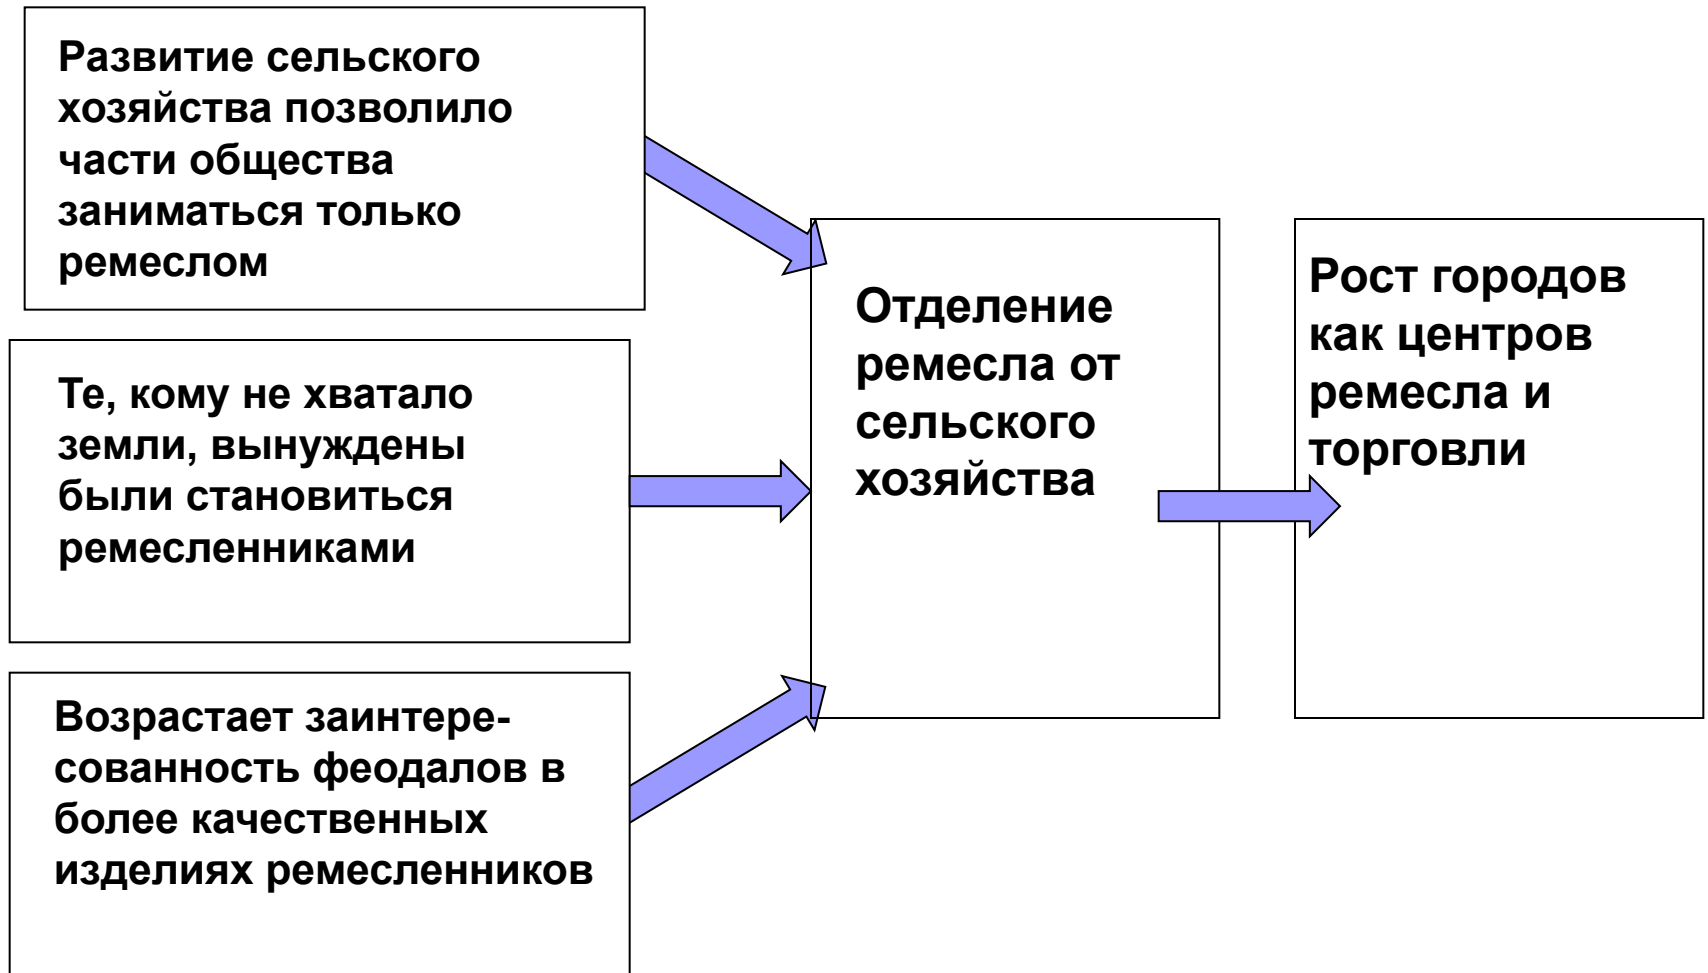 Развитие сельского
хозяйства позволило
части общества
заниматься только
ремеслом
Те, кому не хватало
земли, вынуждены
были становиться
ремесленниками
Возрастает заинтере-
сованность феодалов в
более качественных
изделиях ремесленников
Отделение
ремесла от
сельского
хозяйства
Рост городов
как центров
ремесла и
торговли